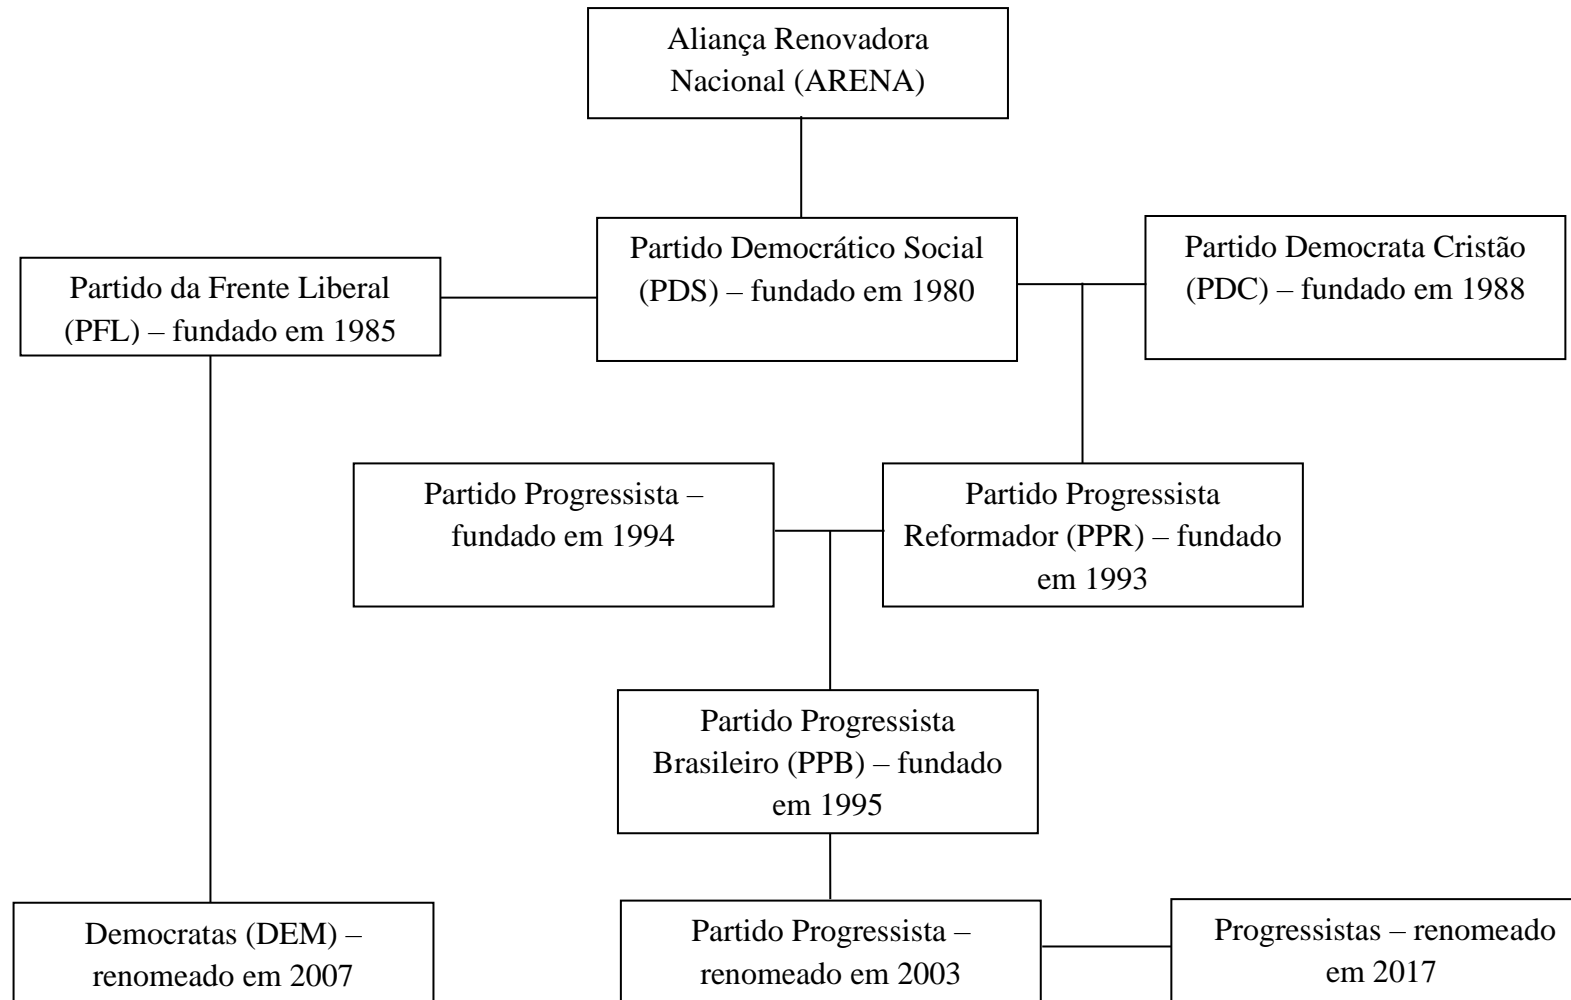 Aliança Renovadora
Nacional (ARENA)
Partido da Frente Liberal
(PFL) – fundado em 1985
Partido Democrático Social
(PDS) – fundado em 1980
Partido Democrata Cristão
(PDC) – fundado em 1988
Partido Progressista –
fundado em 1994
Partido Progressista
Reformador (PPR) – fundado
em 1993
Partido Progressista
Brasileiro (PPB) – fundado
em 1995
Democratas (DEM) –
renomeado em 2007
Partido Progressista –
renomeado em 2003
Progressistas – renomeado
em 2017